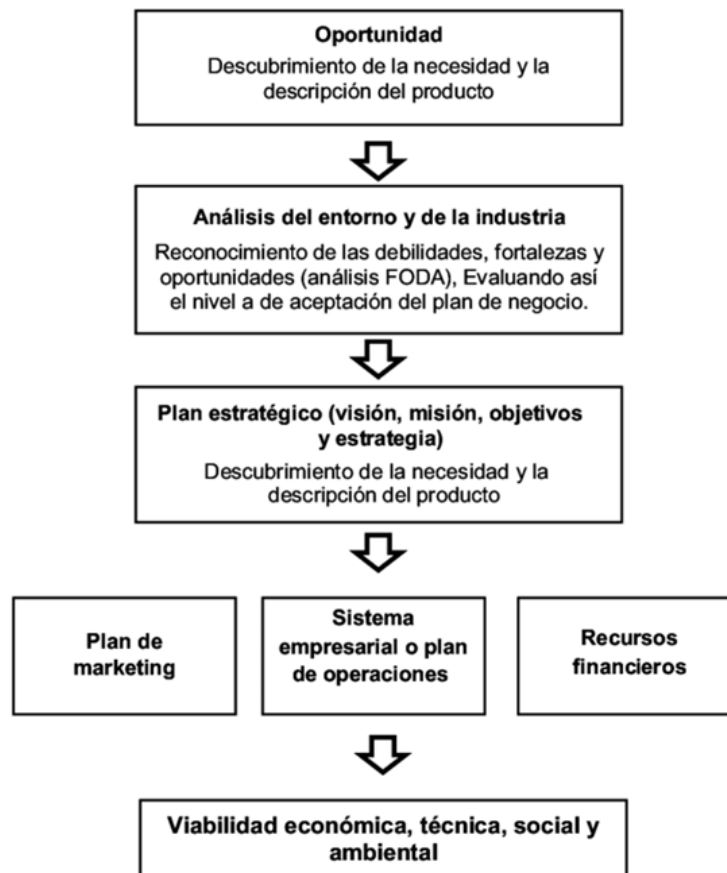 Oportunidad
Descubrimiento de la necesidad y la
descripción del producto
Análisis del entorno y de la industria
Reconocimiento de las debilidades, fortalezas y
oportunidades (análisis FODA), Evaluando así
el nivel a de aceptación del plan de negocio.
Plan estratégico (visión, misión, objetivos
y estrategia)
Descubrimiento de la necesidad y la
descripción del producto
Plan de
marketing
Sistema
empresarial o plan
de operaciones
Recursos
financieros
Viabilidad económica, técnica, social y
ambiental